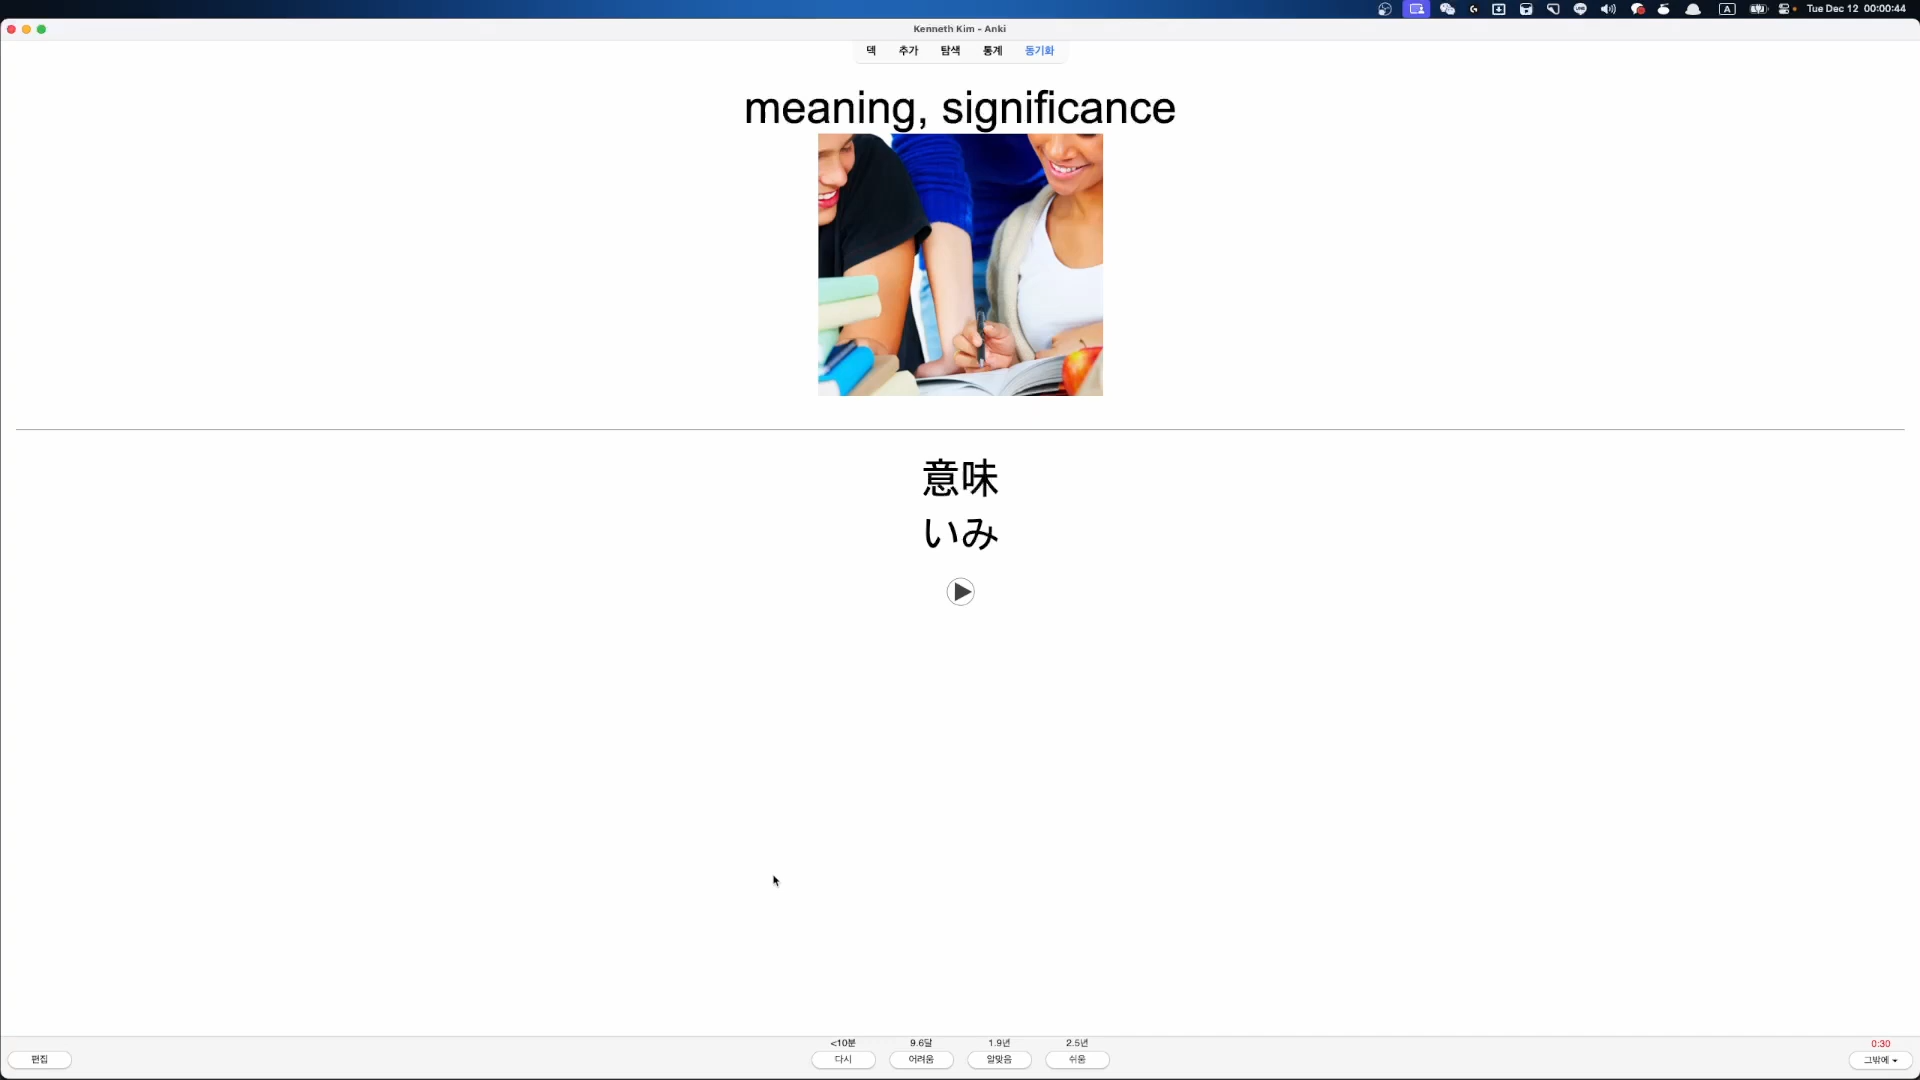 Tue Dec 12 00:00:44
Kenneth Kim - Anki
덱 추가 탐색 통계 동기화
meaning, significance
意味
いみ
<10분 9.6달 1.9년 2.5년 0:30
편집 다시 어려움 알맞음 쉬움 그밖에